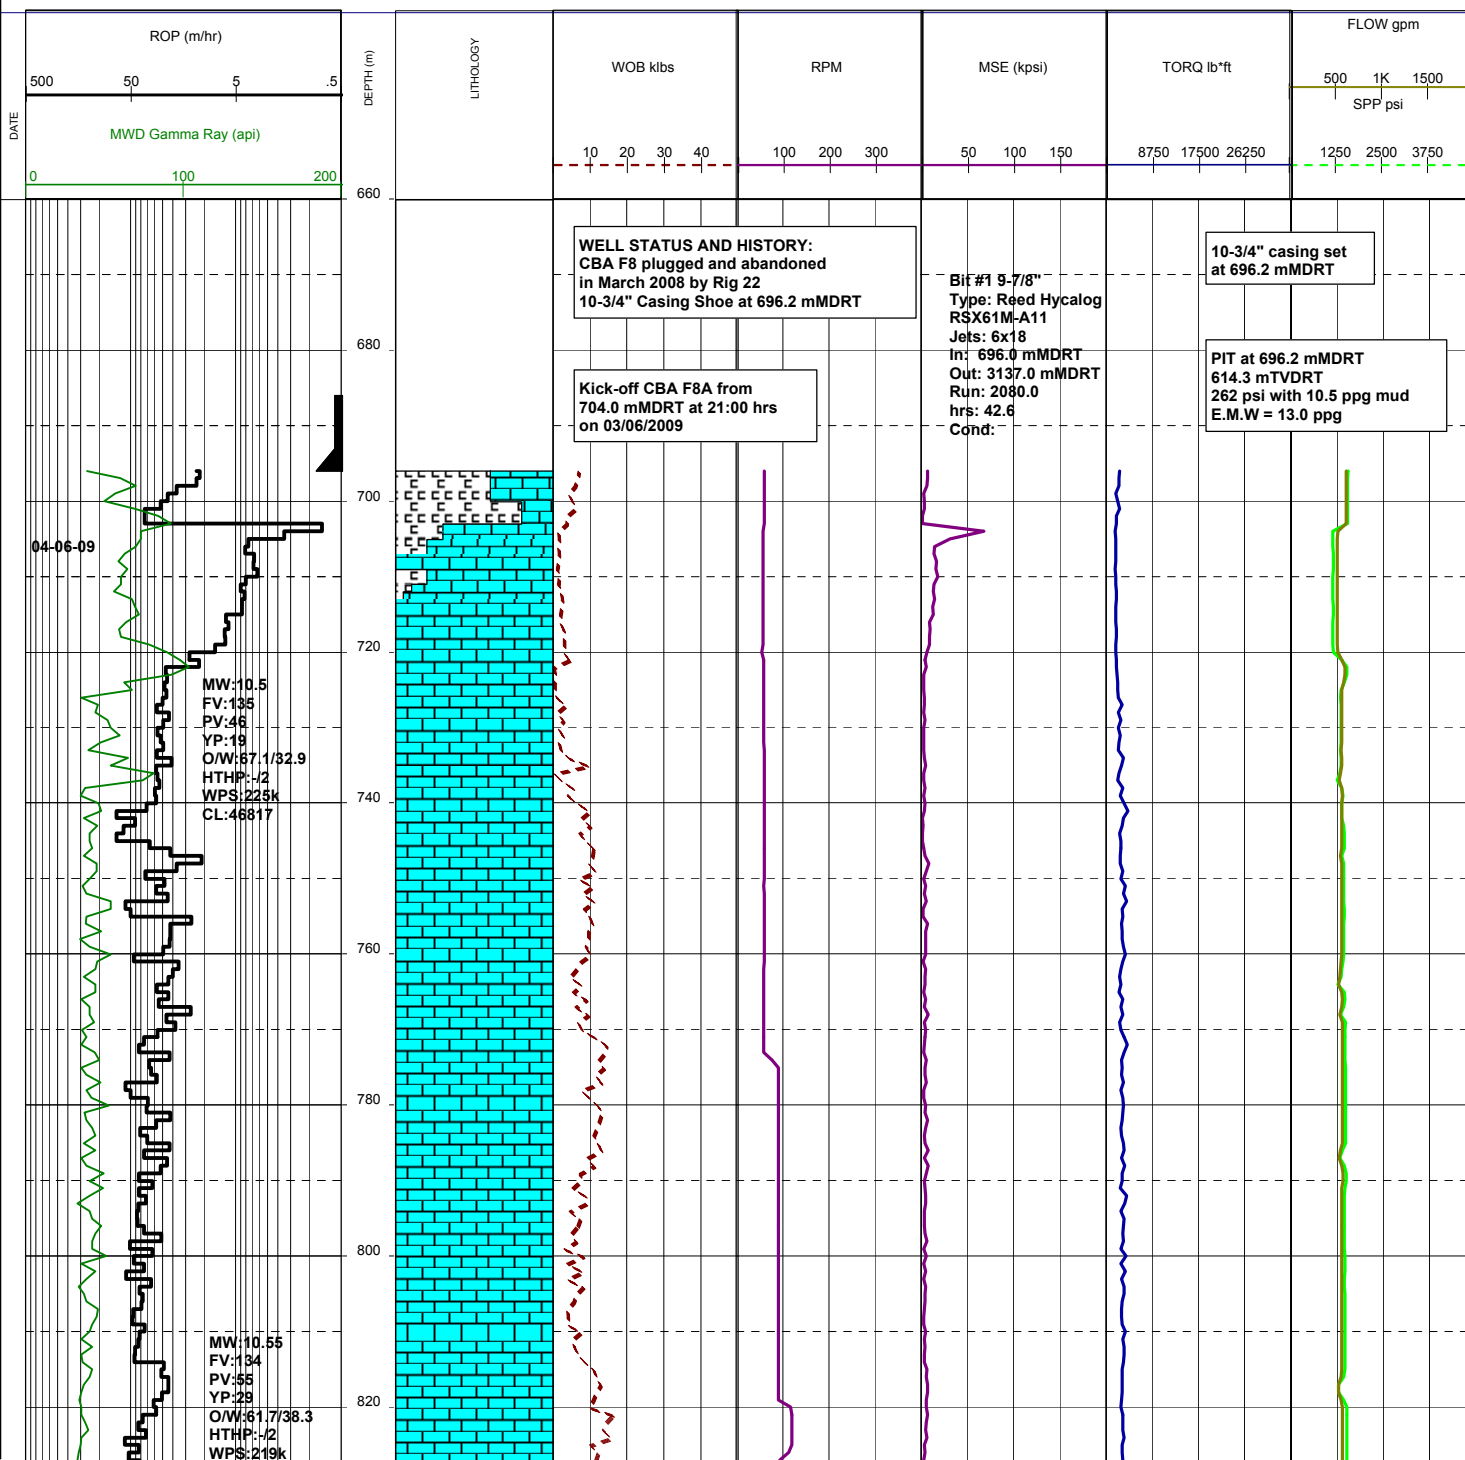 ROP (m/hr)
500 50 5 .5
MWD Gamma Ray (api)
0 100 200
DATE
DEPTH (m)
LITHOLOGY
WOB klbs
10 20 30 40
RPM
100 200 300
MSE (kpsi)
50 100 150
TORQ lb*ft
8750 17500 26250
FLOW gpm
500 1K 1500
SPP psi
1250 2500 3750
660
680
700
720
740
760
780
800
820
WELL STATUS AND HISTORY:
CBA F8 plugged and abandoned
in March 2008 by Rig 22
10-3/4" Casing Shoe at 696.2 mMDRT
Kick-off CBA F8A from
704.0 mMDRT at 21:00 hrs
on 03/06/2009
Bit #1 9-7/8"
Type: Reed Hycalog
RSX61M-A11
Jets: 6x18
In: 696.0 mMDRT
Out: 3137.0 mMDRT
Run: 2080.0
hrs: 42.6
Cond:
10-3/4" casing set
at 696.2 mMDRT
PIT at 696.2 mMDRT
614.3 mTVDRT
262 psi with 10.5 ppg mud
E.M.W = 13.0 ppg
04-06-09
MW:10.5
FV:135
PV:46
YP:19
O/W:67.1/32.9
HTHP:-/2
WPS:225k
CL:46817
MW:10.55
FV:134
PV:55
YP:29
O/W:61.7/38.3
HTHP:-/2
WPS:219k